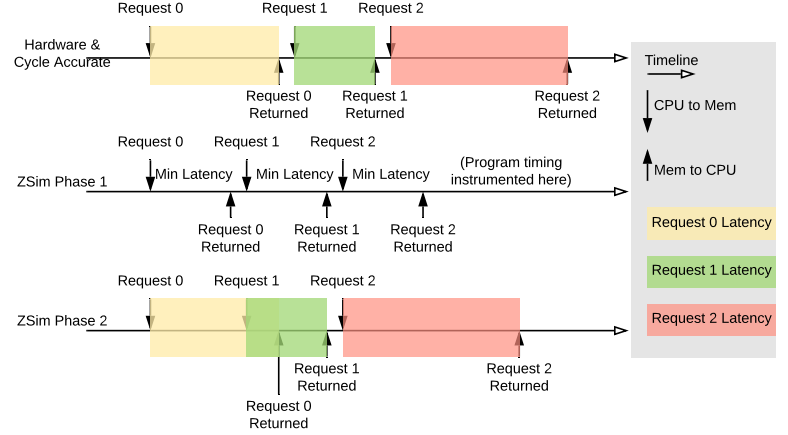 Request 0
Request 1
Request 2
Hardware &
Cycle Accurate
Request 0
Returned
Request 1
Returned
Request 2
Returned
Request 0
Request 1
Request 2
ZSim Phase 1
Min Latency
Min Latency
Min Latency
(Program timing
instrumented here)
Request 0
Returned
Request 1
Returned
Request 2
Returned
Request 0
Request 1
Request 2
ZSim Phase 2
Request 1
Returned
Request 2
Returned
Request 0
Returned
Timeline
CPU to Mem
Mem to CPU
Request 0 Latency
Request 1 Latency
Request 2 Latency